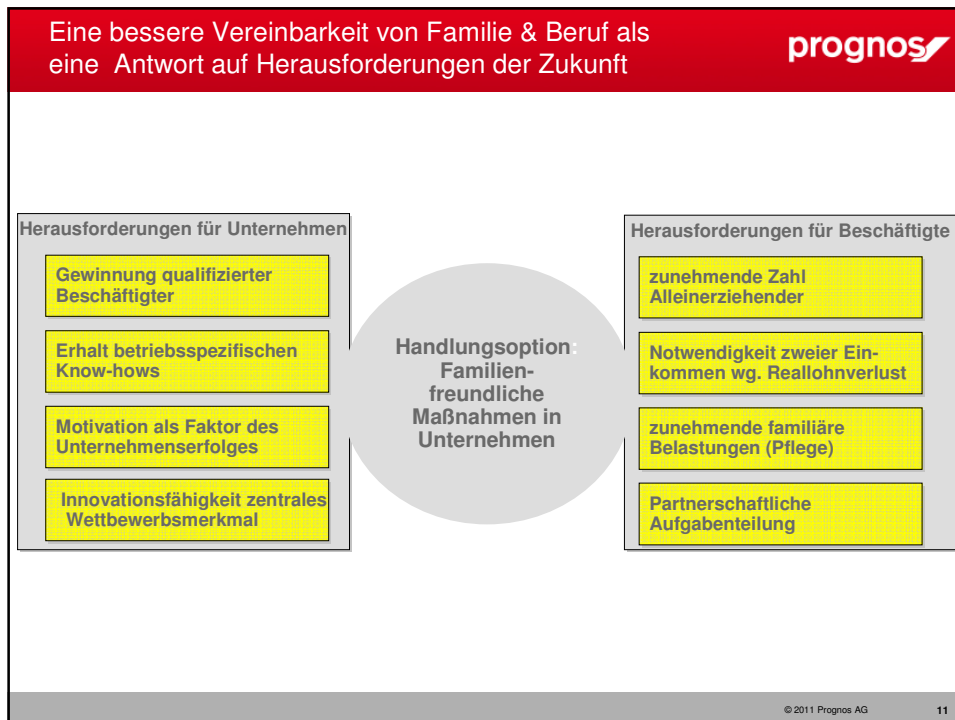 Eine bessere Vereinbarkeit von Familie & Beruf als
eine Antwort auf Herausforderungen der Zukunft
prognos
Herausforderungen für Unternehmen
Gewinnung qualifizierter
Beschäftigter
Erhalt betriebsspezifischen
Know-hows
Motivation als Faktor des
Unternehmenserfolges
Innovationsfähigkeit zentrales
Wettbewerbsmerkmal
Handlungsoption:
Familien-
freundliche
Maßnahmen in
Unternehmen
Herausforderungen für Beschäftigte
zunehmende Zahl
Alleinerziehender
Notwendigkeit zweier Ein-
kommen wg. Reallohnverlust
zunehmende familiäre
Belastungen (Pflege)
Partnerschaftliche
Aufgabenteilung
© 2011 Prognos AG
11